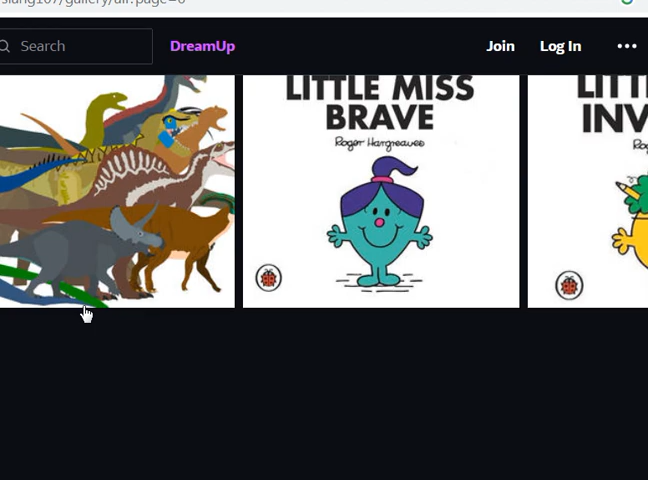 Search
DreamUp
Join
Log In
LITTLE MISS
BRAVE
Roger Hargreaves